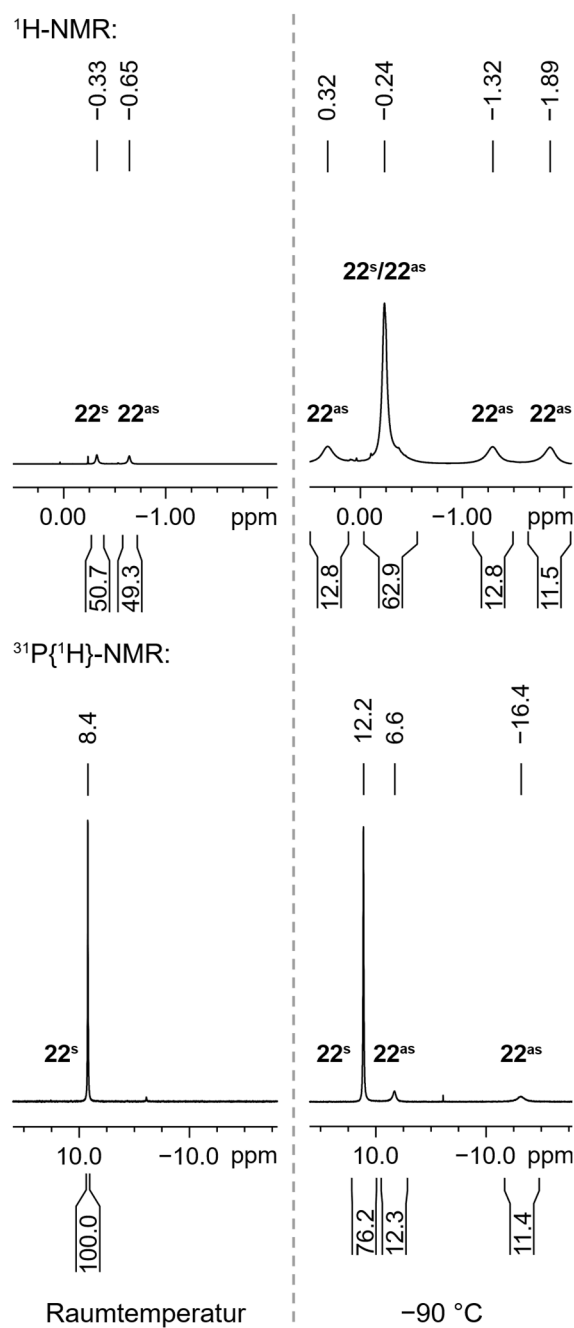 ¹H-NMR:
−0.33
−0.65
0.32
−0.24
−1.32
−1.89
22ˢ/22ᵃˢ
22ˢ 22ᵃˢ
22ᵃˢ 22ᵃˢ 22ᵃˢ
0.00 −1.00 ppm
0.00 −1.00 ppm
50.7
49.3
12.8
62.9
12.8
11.5
³¹P{¹H}-NMR:
8.4
12.2
6.6
−16.4
22ˢ
22ˢ 22ᵃˢ 22ᵃˢ
10.0 −10.0 ppm
10.0 −10.0 ppm
100.0
76.2
12.3
11.4
Raumtemperatur
−90 °C